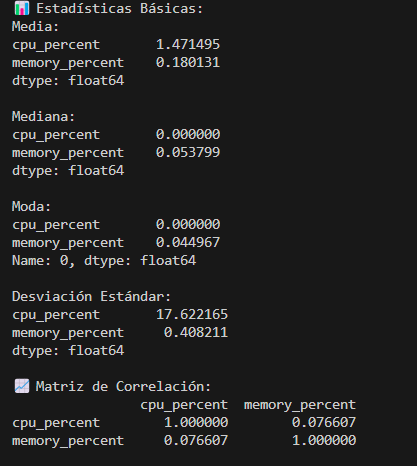 📊 Estadísticas Básicas:
Media:
cpu_percent       1.471495
memory_percent    0.180131
dtype: float64

Mediana:
cpu_percent       0.000000
memory_percent    0.053799
dtype: float64

Moda:
cpu_percent       0.000000
memory_percent    0.044967
Name: 0, dtype: float64

Desviación Estándar:
cpu_percent       17.622165
memory_percent     0.408211
dtype: float64

📈 Matriz de Correlación:
                cpu_percent  memory_percent
cpu_percent        1.000000        0.076607
memory_percent     0.076607        1.000000